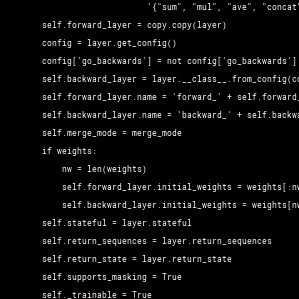 '{"sum", "mul", "ave", "concat"
self.forward_layer = copy.copy(layer)
config = layer.get_config()
config['go_backwards'] = not config['go_backwards']
self.backward_layer = layer.__class__.from_config(co
self.forward_layer.name = 'forward_' + self.forward_
self.backward_layer.name = 'backward_' + self.backwa
self.merge_mode = merge_mode
if weights:
nw = len(weights)
self.forward_layer.initial_weights = weights[:nw
self.backward_layer.initial_weights = weights[nw
self.stateful = layer.stateful
self.return_sequences = layer.return_sequences
self.return_state = layer.return_state
self.supports_masking = True
self._trainable = True